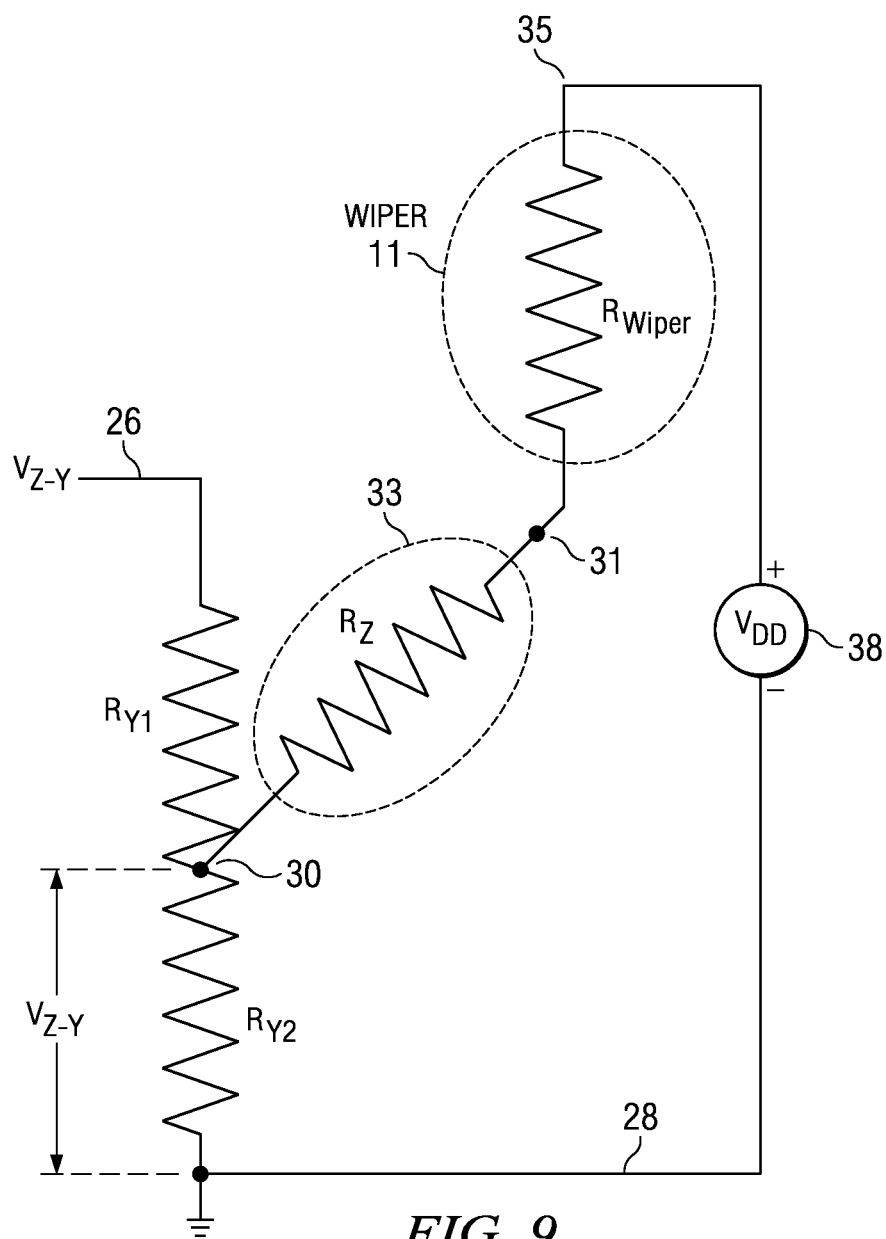 35
WIPER
11
R_Wiper
26
V_Z-Y
33
31
R_Z
+
V_DD
38
−
R_Y1
30
V_Z-Y
R_Y2
28
FIG. 9